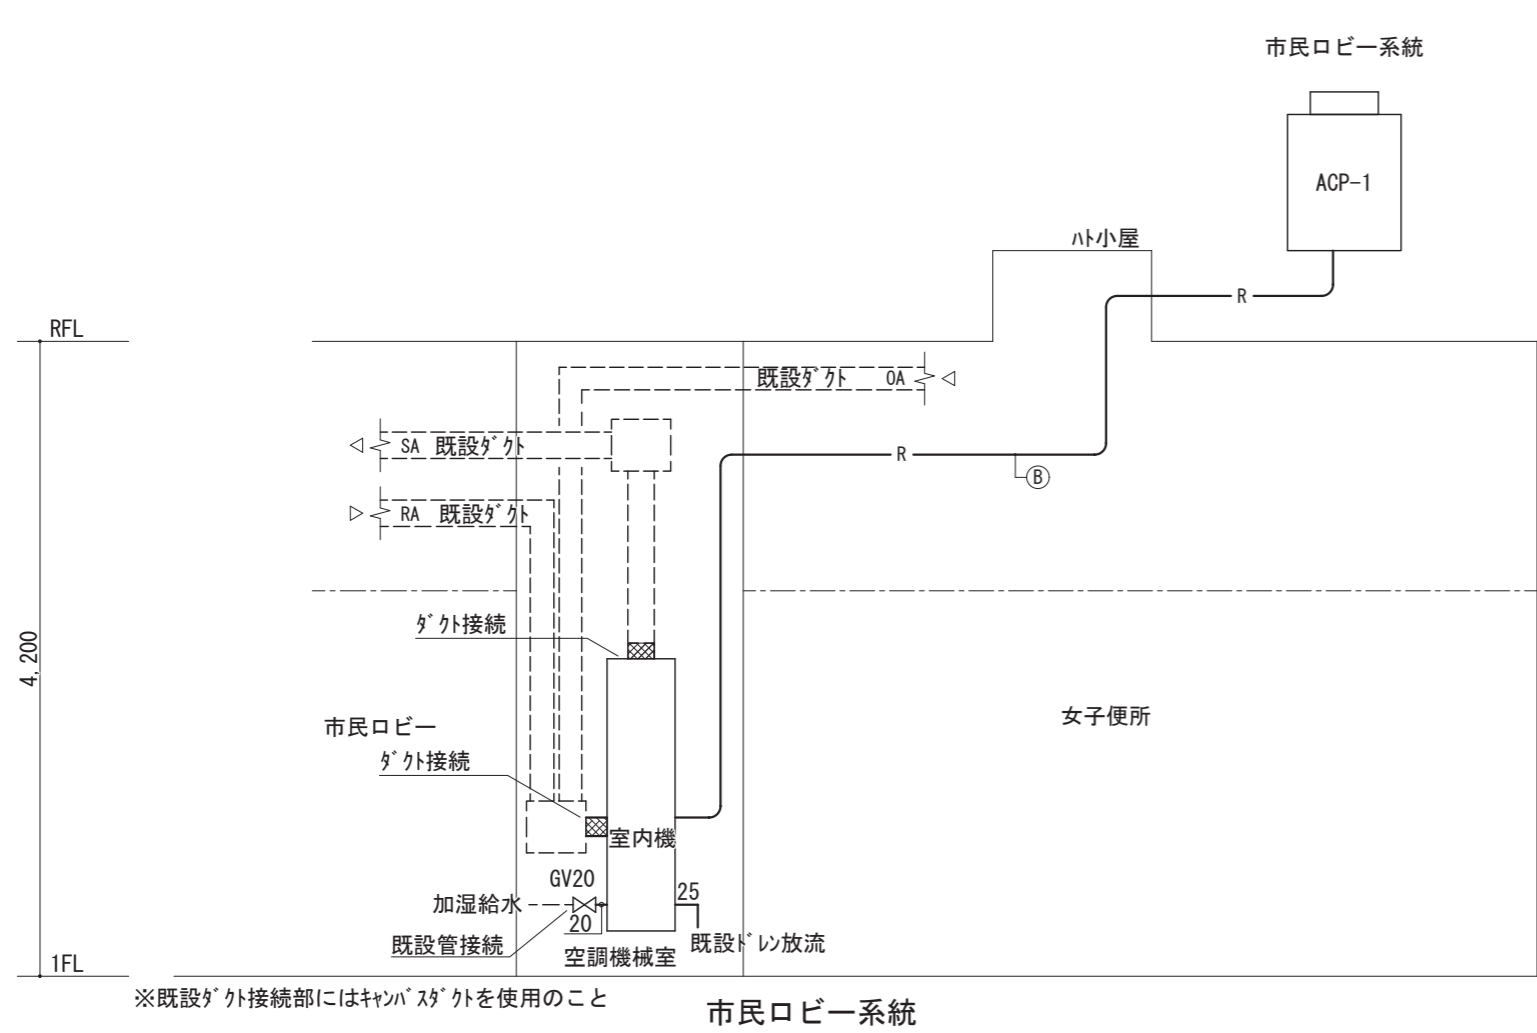 市民ロビー系統
ACP-1
ハト小屋
R
RFL
既設ダクト OA
SA 既設ダクト
R
B
RA 既設ダクト
ダクト接続
4,200
市民ロビー
女子便所
ダクト接続
室内機
GV20
25
加湿給水
20
既設管接続
既設ドレン放流
空調機械室
1FL
※既設ダクト接続部にはキャンバスダクトを使用のこと
市民ロビー系統